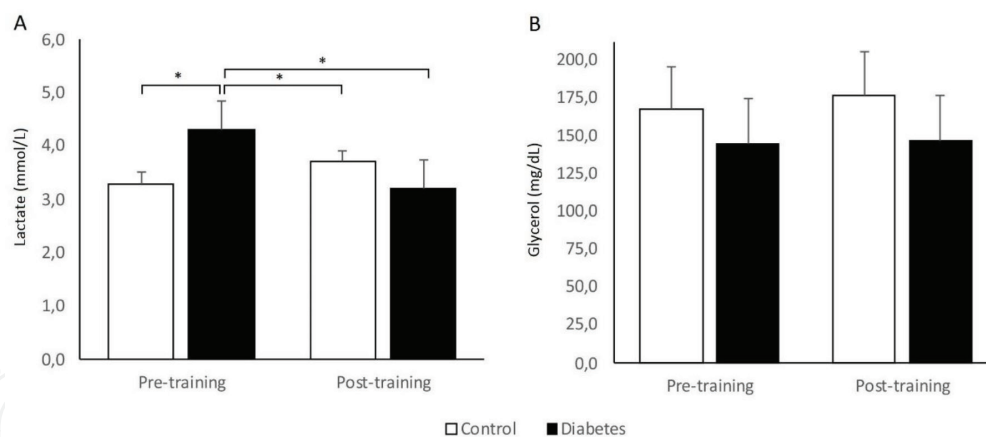 A
Lactate (mmol/L)
6,0
5,0
4,0
3,0
2,0
1,0
0,0
*
*
*
Pre-training
Post-training
B
Glycerol (mg/dL)
200,0
175,0
150,0
125,0
100,0
75,0
50,0
25,0
0,0
Pre-training
Post-training
Control
Diabetes